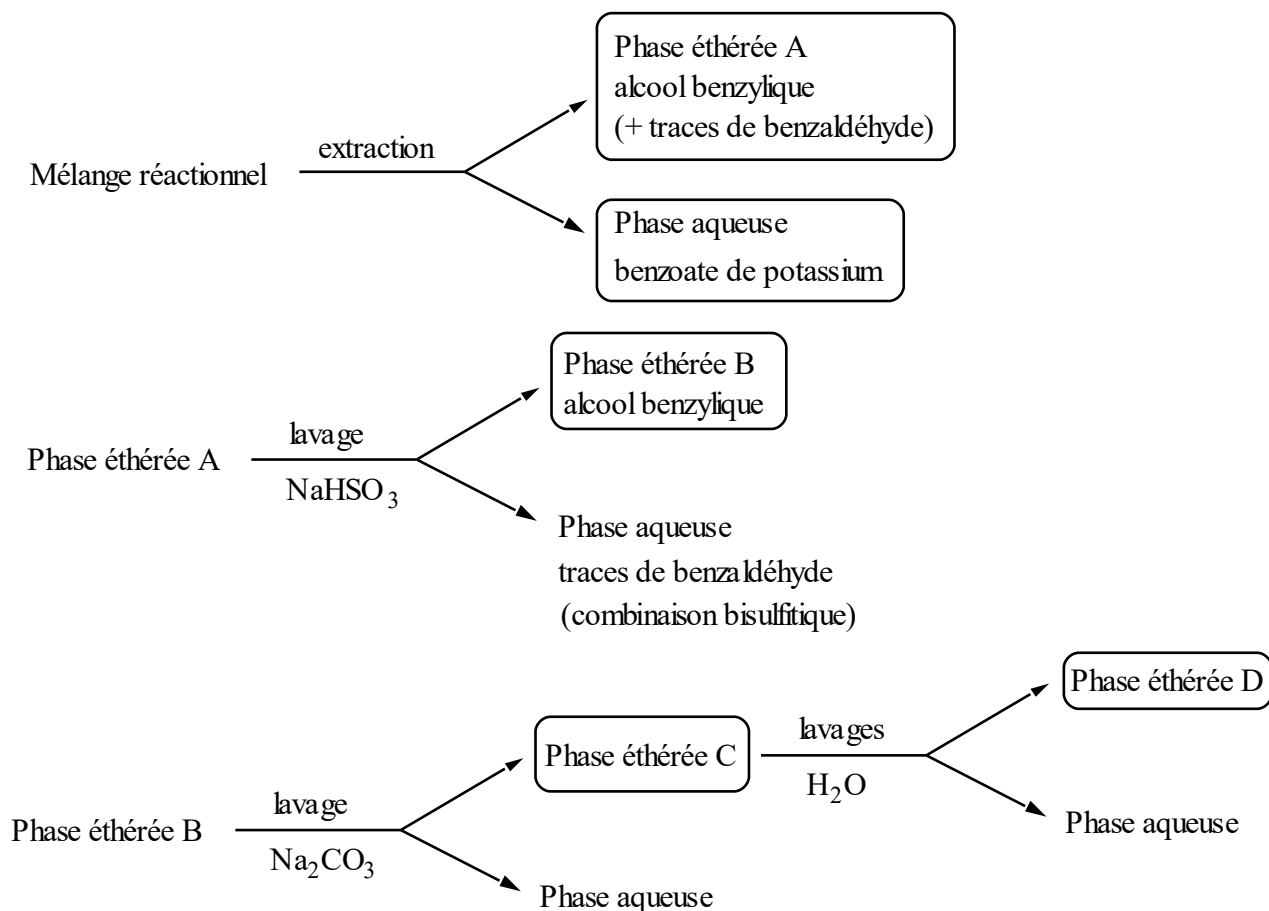 Phase éthérée A
alcool benzylique
(+ traces de benzaldéhyde)
extraction
Mélange réactionnel
Phase aqueuse
benzoate de potassium
Phase éthérée B
alcool benzylique
lavage
Phase éthérée A
NaHSO₃
Phase aqueuse
traces de benzaldéhyde
(combinaison bisulfitique)
Phase éthérée D
lavages
Phase éthérée C
H₂O
lavage
Phase aqueuse
Phase éthérée B
Na₂CO₃
Phase aqueuse